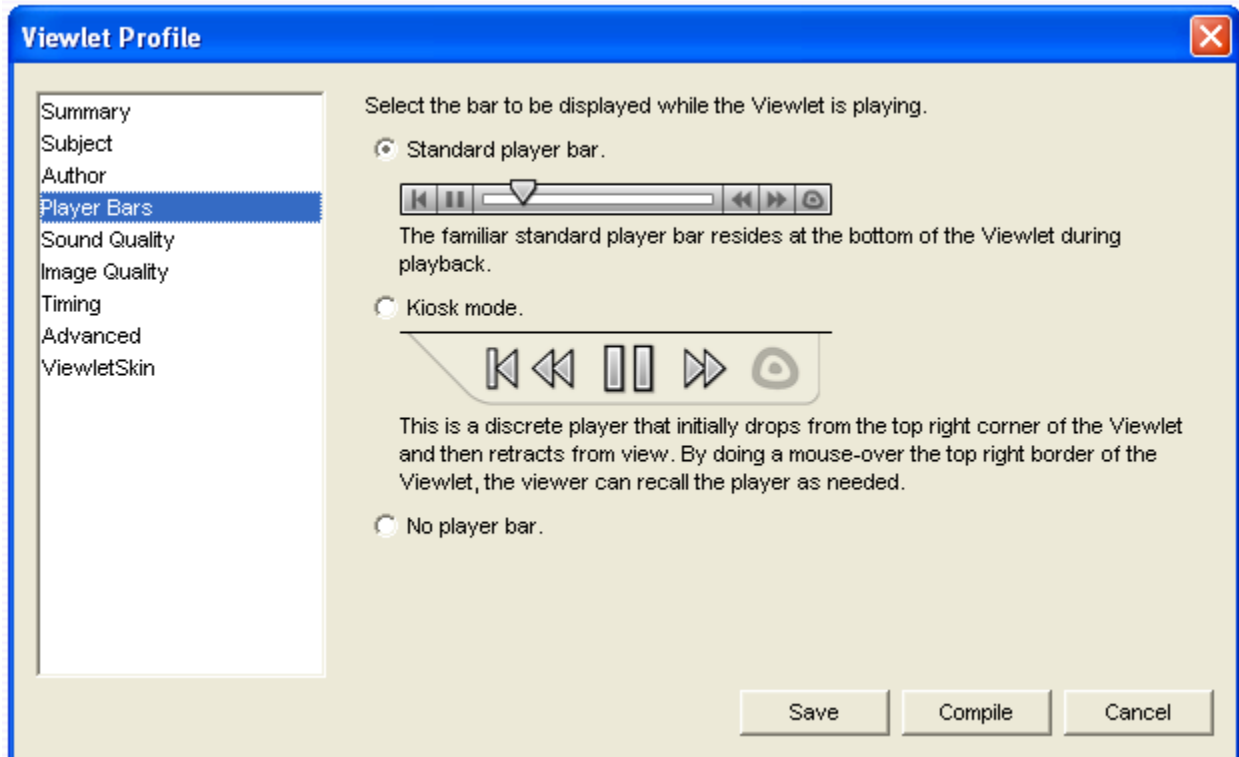 Viewlet Profile
Summary
Subject
Author
Player Bars
Sound Quality
Image Quality
Timing
Advanced
ViewletSkin
Select the bar to be displayed while the Viewlet is playing.
Standard player bar.
The familiar standard player bar resides at the bottom of the Viewlet during
playback.
Kiosk mode.
This is a discrete player that initially drops from the top right corner of the Viewlet
and then retracts from view. By doing a mouse-over the top right border of the
Viewlet, the viewer can recall the player as needed.
No player bar.
Save
Compile
Cancel